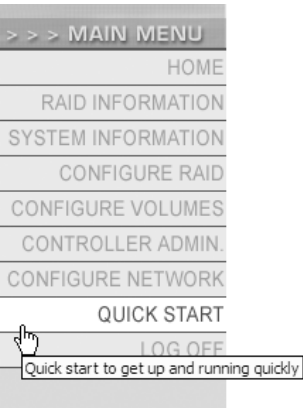 > > > MAIN MENU
HOME
RAID INFORMATION
SYSTEM INFORMATION
CONFIGURE RAID
CONFIGURE VOLUMES
CONTROLLER ADMIN.
CONFIGURE NETWORK
QUICK START
LOG OFF
Quick start to get up and running quickly